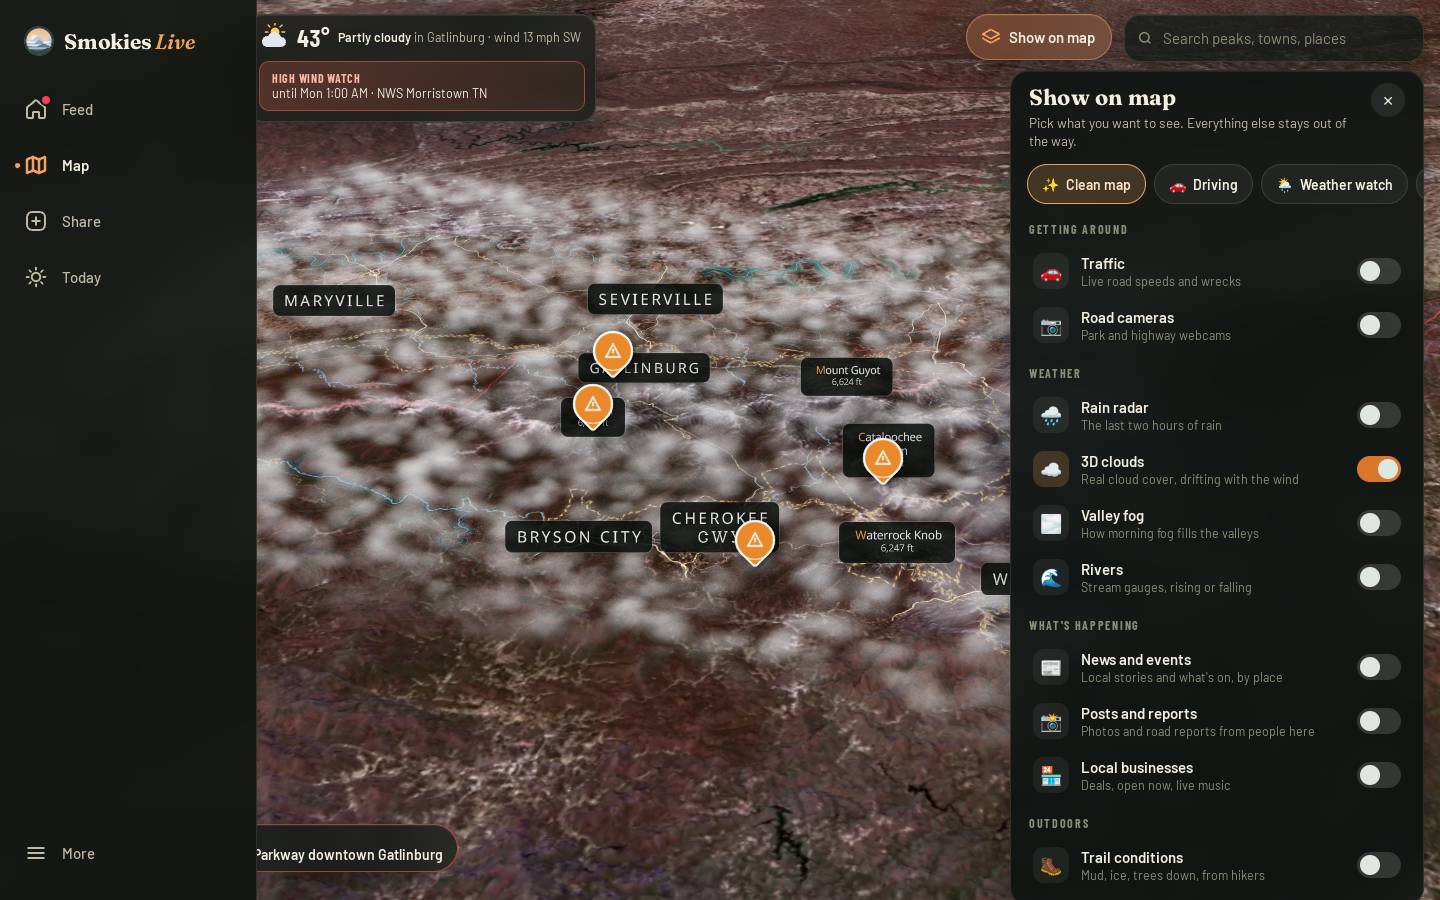 Smokies Live
Feed
Map
Share
Today
More
43° Partly cloudy in Gatlinburg · wind 13 mph SW
HIGH WIND WATCH
until Mon 1:00 AM · NWS Morristown TN
Show on map
Search peaks, towns, places
MARYVILLE
SEVIERVILLE
Mount Guyot
6,624 ft
BRYSON CITY
CHEROKEE
Waterrock Knob
6,247 ft
Parkway downtown Gatlinburg
Show on map
Pick what you want to see. Everything else stays out of
the way.
✨ Clean map
🚗 Driving
🌦️ Weather watch
GETTING AROUND
Traffic
Live road speeds and wrecks
Road cameras
Park and highway webcams
WEATHER
Rain radar
The last two hours of rain
3D clouds
Real cloud cover, drifting with the wind
Valley fog
How morning fog fills the valleys
Rivers
Stream gauges, rising or falling
WHAT'S HAPPENING
News and events
Local stories and what's on, by place
Posts and reports
Photos and road reports from people here
Local businesses
Deals, open now, live music
OUTDOORS
Trail conditions
Mud, ice, trees down, from hikers